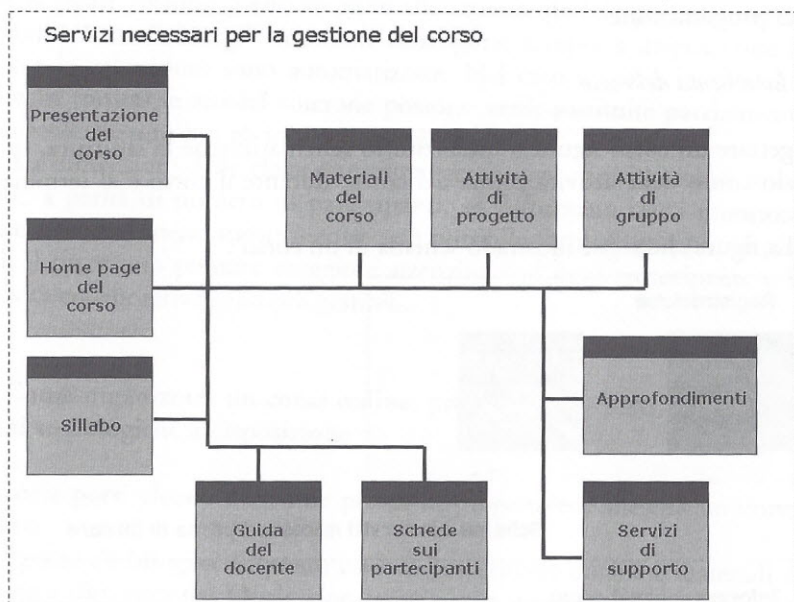 Servizi necessari per la gestione del corso
Presentazione
del
corso
Materiali
del
corso
Attività
di
progetto
Attività
di
gruppo
Home page
del
corso
Sillabo
Approfondimenti
Guida
del
docente
Schede
sui
partecipanti
Servizi
di
supporto